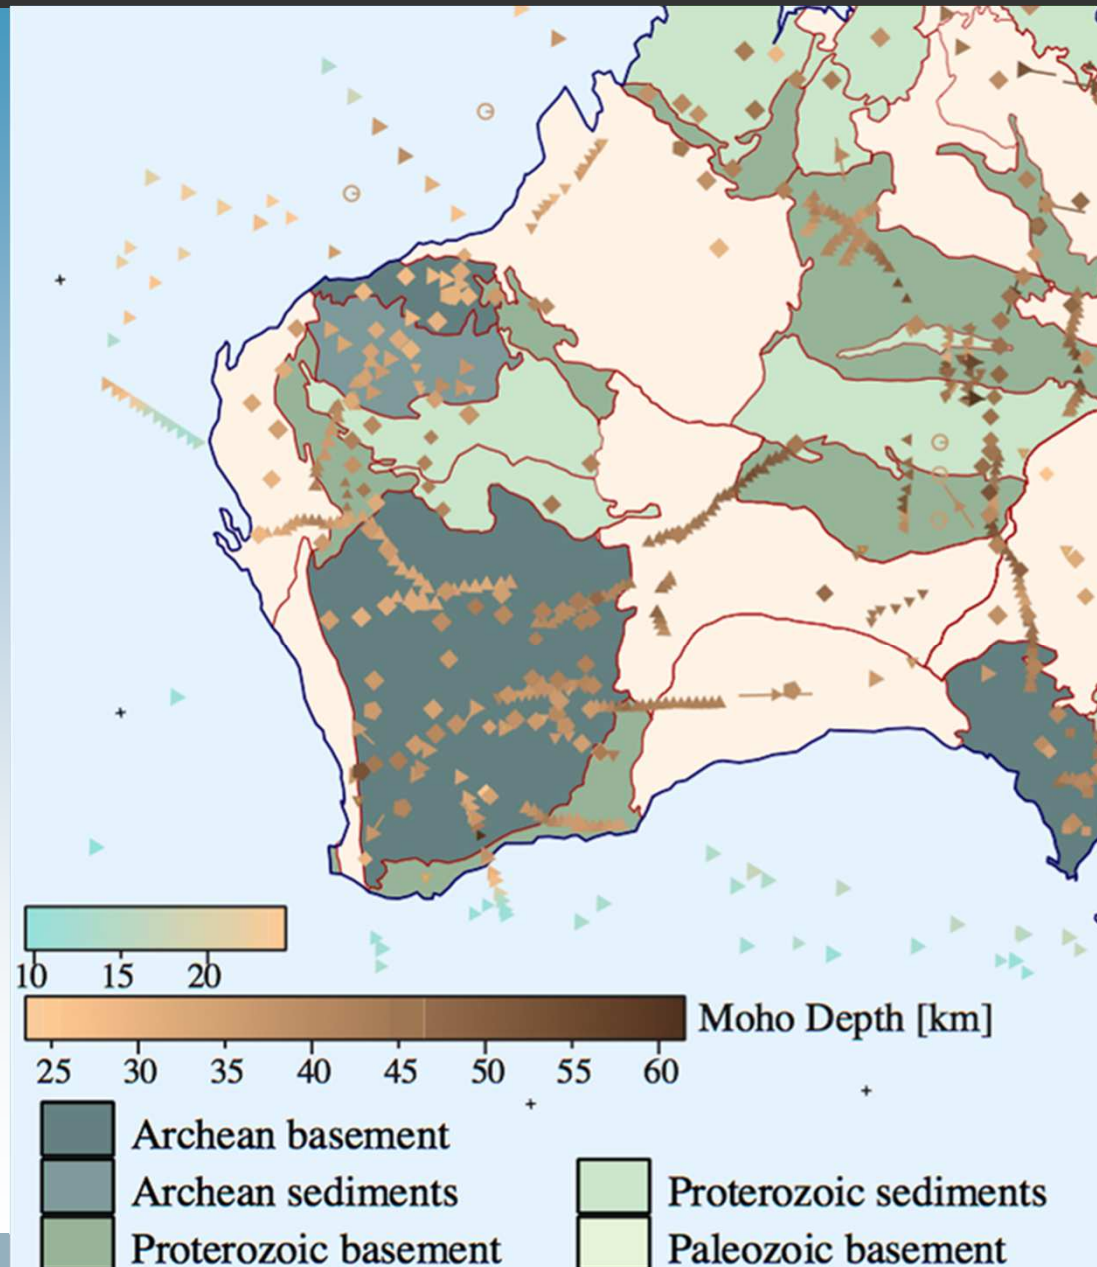 10 15 20
Moho Depth [km]
25 30 35 40 45 50 55 60
Archean basement
Archean sediments Proterozoic sediments
Proterozoic basement Paleozoic basement